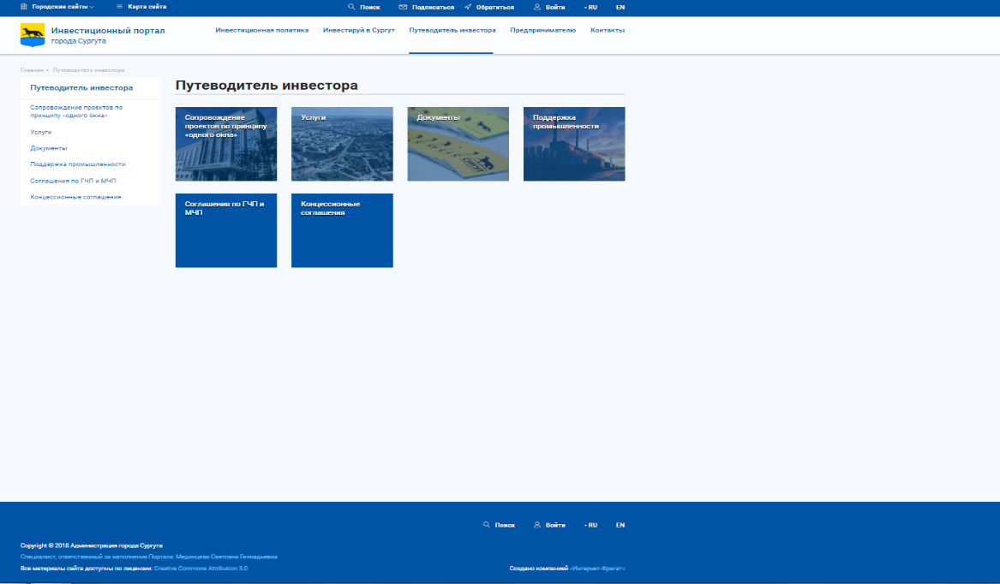 Городские сайты
Карта сайта
Поиск
Подписаться
Обратиться
Войти
- RU
EN
Инвестиционный портал
города Сургута
Инвестиционная политика
Инвестируй в Сургут
Путеводитель инвестора
Предпринимателю
Контакты
Главная » Путеводитель инвестора
Путеводитель инвестора
Сопровождение проектов по
принципу «одного окна»
Услуги
Документы
Поддержка промышленности
Соглашения по ГЧП и МЧП
Концессионные соглашения
Путеводитель инвестора
Сопровождение
проектов по принципу
«одного окна»
Услуги
Документы
Поддержка
промышленности
Соглашения по ГЧП и
МЧП
Концессионные
соглашения
Поиск
Войти
- RU
EN
Copyright © 2018 Администрация города Сургута
Специалист, ответственный за наполнение Портала: Мединцева Светлана Геннадьевна
Все материалы сайта доступны по лицензии: Creative Commons Attribution 3.0
Создано компанией «Интернет-Фрегат»